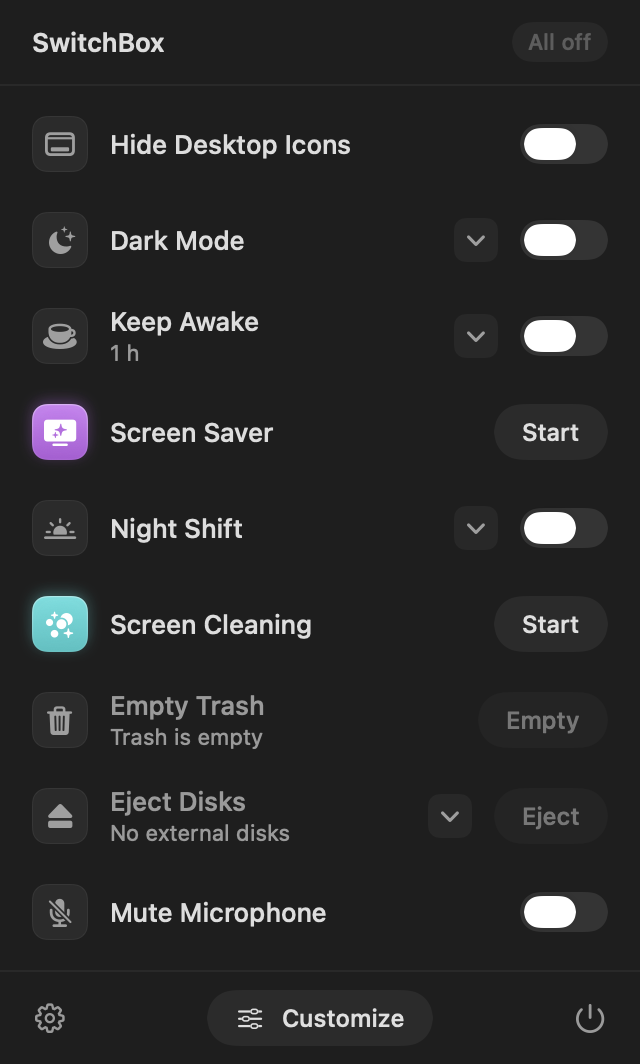 SwitchBox
All off
Hide Desktop Icons
Dark Mode
Keep Awake
1 h
Screen Saver
Start
Night Shift
Screen Cleaning
Start
Empty Trash
Trash is empty
Empty
Eject Disks
No external disks
Eject
Mute Microphone
Customize